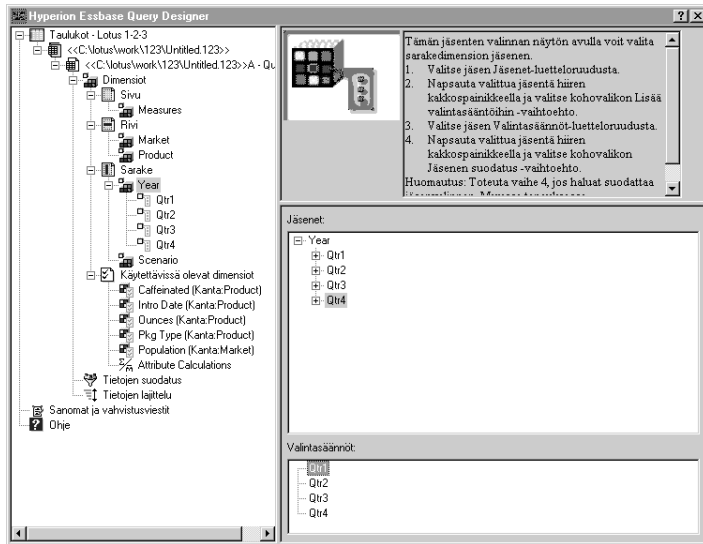 Hyperion Essbase Query Designer
Taulukot - Lotus 1-2-3
<<C:\lotus\work\123\Untitled.123>>
<<C:\lotus\work\123\Untitled.123>>A - Qu
Dimensiot
Sivu
Measures
Rivi
Market
Product
Sarake
Year
Qtr1
Qtr2
Qtr3
Qtr4
Scenario
Käytettävissä olevat dimensiot
Caffeinated (Kanta:Product)
Intro Date (Kanta:Product)
Ounces (Kanta:Product)
Pkg Type (Kanta:Product)
Population (Kanta:Market)
Attribute Calculations
Tietojen suodatus
Tietojen lajittelu
Sanomat ja vahvistusviestit
Ohje
Tämän jäsenten valinnan näytön avulla voit valita
sarakedimension jäsenen.
1. Valitse jäsen Jäsenet-luetteloruudusta.
2. Napsauta valittua jäsentä hiiren
kakkospainikkeella ja valitse kohovalikon Lisää
valintasääntöihin -vaihtoehto.
3. Valitse jäsen Valintasäännöt-luetteloruudusta.
4. Napsauta valittua jäsentä hiiren
kakkospainikkeella ja valitse kohovalikon
Jäsenen suodatus -vaihtoehto.
Huomautus: Toteuta vaihe 4, jos haluat suodattaa
Jäsenet:
Year
Qtr1
Qtr2
Qtr3
Qtr4
Valintasäännöt:
Qtr1
Qtr2
Qtr3
Qtr4